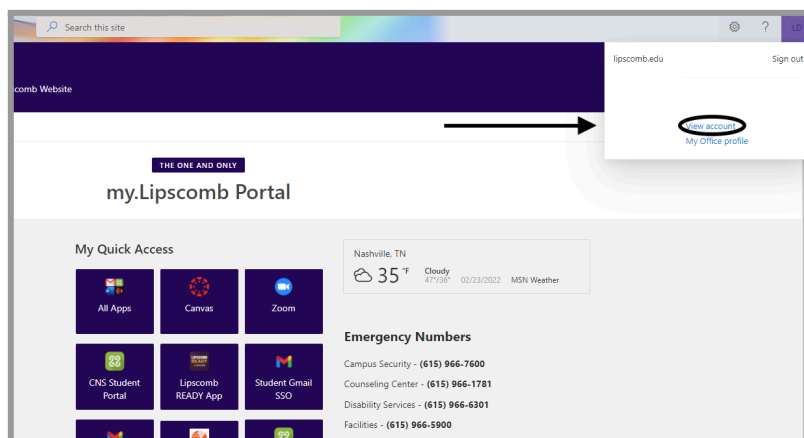 Search this site
?
LD
lipscomb.edu
Sign out
comb Website
View account
My Office profile
THE ONE AND ONLY
my.Lipscomb Portal
My Quick Access
All Apps
Canvas
Zoom
CNS Student
Portal
LIPSCOMB
READY
Lipscomb
READY App
Student Gmail
SSO
Nashville, TN
35 °F
Cloudy
47°/36°
02/23/2022
MSN Weather
Emergency Numbers
Campus Security - (615) 966-7600
Counseling Center - (615) 966-1781
Disability Services - (615) 966-6301
Facilities - (615) 966-5900